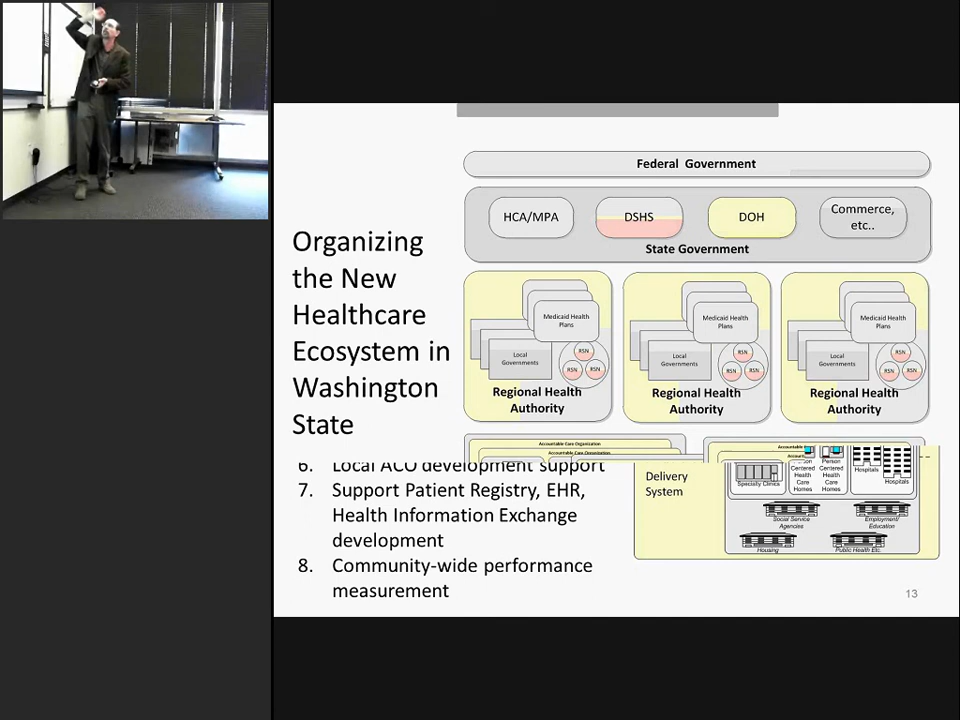 Federal Government
HCA/MPA
DSHS
DOH
Commerce,
etc..
State Government
Organizing
the New
Healthcare
Ecosystem in
Washington
State
Medicaid Health
Plans
Local
Governments
RSN
RSN
RSN
Regional Health
Authority
Medicaid Health
Plans
Local
Governments
RSN
RSN
RSN
Regional Health
Authority
Medicaid Health
Plans
Local
Governments
RSN
RSN
RSN
Regional Health
Authority
Accountable Care Organization
Accountable Care Organization
6. Local ACO development support
7. Support Patient Registry, EHR,
Health Information Exchange
development
8. Community-wide performance
measurement
Delivery
System
Specialty Clinics
Centered
Health
Care
Homes
Person
Centered
Health
Care
Homes
Hospitals
Hospitals
Social Service
Agencies
Employment/
Education
Housing
Public Health Etc.
13